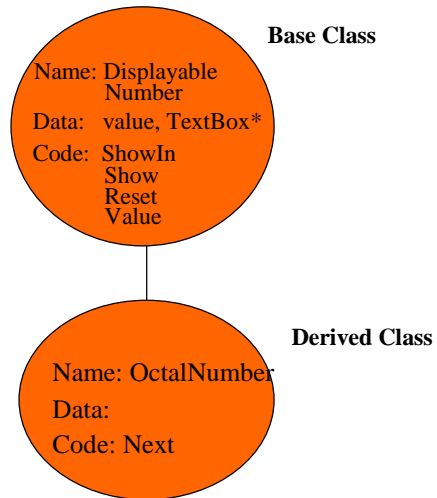 Base Class
Name: Displayable
Number
Data: value, TextBox*
Code: ShowIn
Show
Reset
Value
Derived Class
Name: OctalNumber
Data:
Code: Next